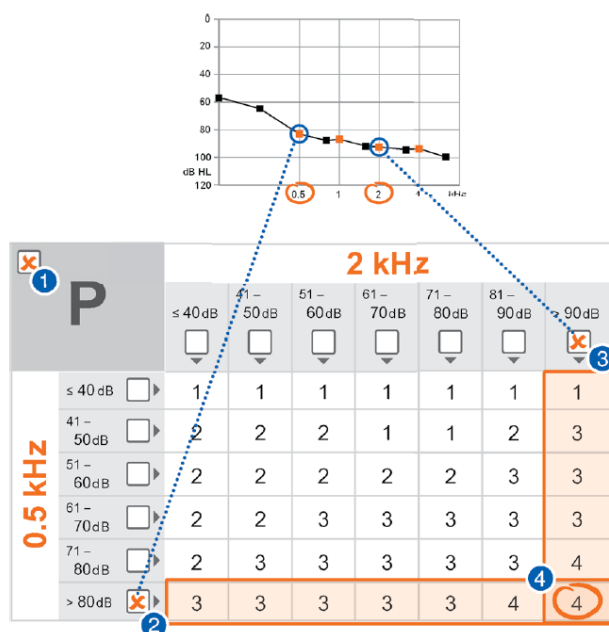 0
20
40
60
80
100
dB HL
120
0.5 1 2 4 kHz
1
P
2 kHz
≤ 40 dB
41 –
50 dB
51 –
60 dB
61 –
70 dB
71 –
80 dB
81 –
90 dB
> 90 dB
3
0.5 kHz
≤ 40 dB 1 1 1 1 1 1 1
41 –
50 dB 2 2 2 1 1 2 3
51 –
60 dB 2 2 2 2 2 3 3
61 –
70 dB 2 2 3 3 3 3 3
71 –
80 dB 2 3 3 3 3 3 4
4
> 80 dB 3 3 3 3 3 4 4
2